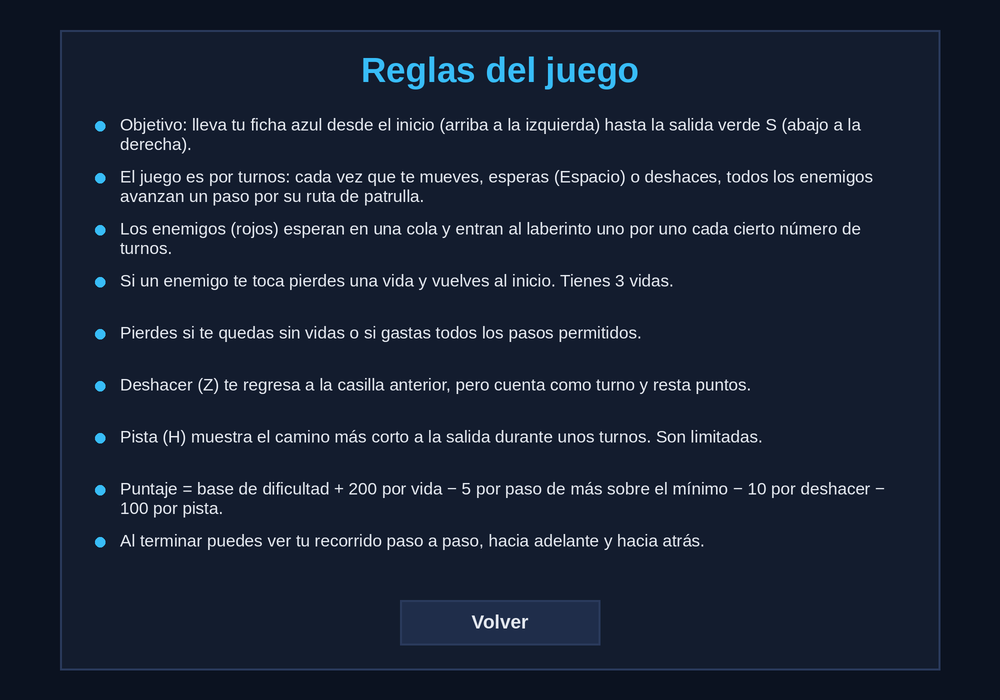 Reglas del juego
Objetivo: lleva tu ficha azul desde el inicio (arriba a la izquierda) hasta la salida verde S (abajo a la
derecha).
El juego es por turnos: cada vez que te mueves, esperas (Espacio) o deshaces, todos los enemigos
avanzan un paso por su ruta de patrulla.
Los enemigos (rojos) esperan en una cola y entran al laberinto uno por uno cada cierto número de
turnos.
Si un enemigo te toca pierdes una vida y vuelves al inicio. Tienes 3 vidas.
Pierdes si te quedas sin vidas o si gastas todos los pasos permitidos.
Deshacer (Z) te regresa a la casilla anterior, pero cuenta como turno y resta puntos.
Pista (H) muestra el camino más corto a la salida durante unos turnos. Son limitadas.
Puntaje = base de dificultad + 200 por vida − 5 por paso de más sobre el mínimo − 10 por deshacer −
100 por pista.
Al terminar puedes ver tu recorrido paso a paso, hacia adelante y hacia atrás.
Volver